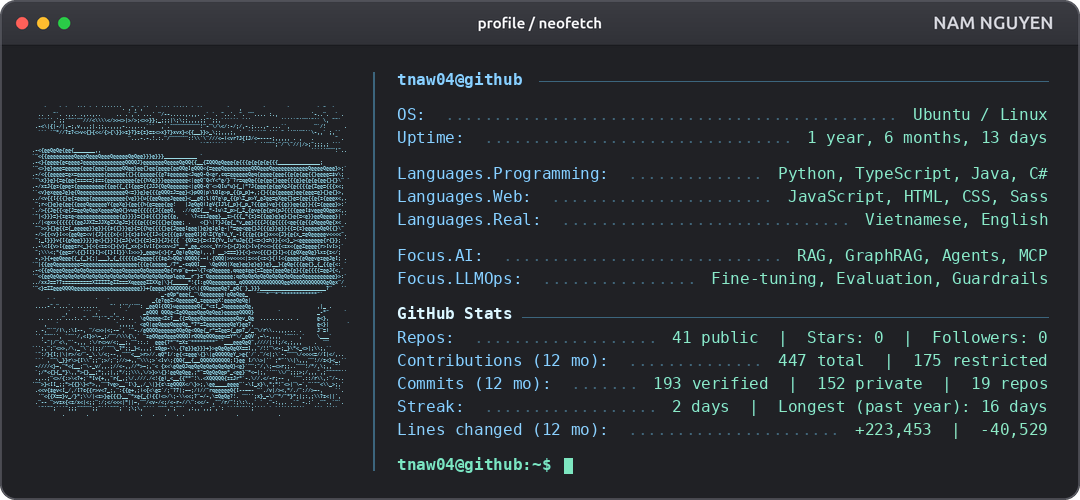 profile / neofetch
NAM NGUYEN
tnaw04@github
OS: ............................................... Ubuntu / Linux
Uptime: .................................... 1 year, 6 months, 13 days
Languages.Programming: ............... Python, TypeScript, Java, C#
Languages.Web: ........................ JavaScript, HTML, CSS, Sass
Languages.Real: ................................ Vietnamese, English
Focus.AI: ............................... RAG, GraphRAG, Agents, MCP
Focus.LLMOps: ................ Fine-tuning, Evaluation, Guardrails
GitHub Stats
Repos: ...................... 41 public | Stars: 0 | Followers: 0
Contributions (12 mo): ............... 447 total | 175 restricted
Commits (12 mo): ....... 193 verified | 152 private | 19 repos
Streak: .................. 2 days | Longest (past year): 16 days
Lines changed (12 mo): ...................... +223,453 | -40,529
tnaw04@github:~$